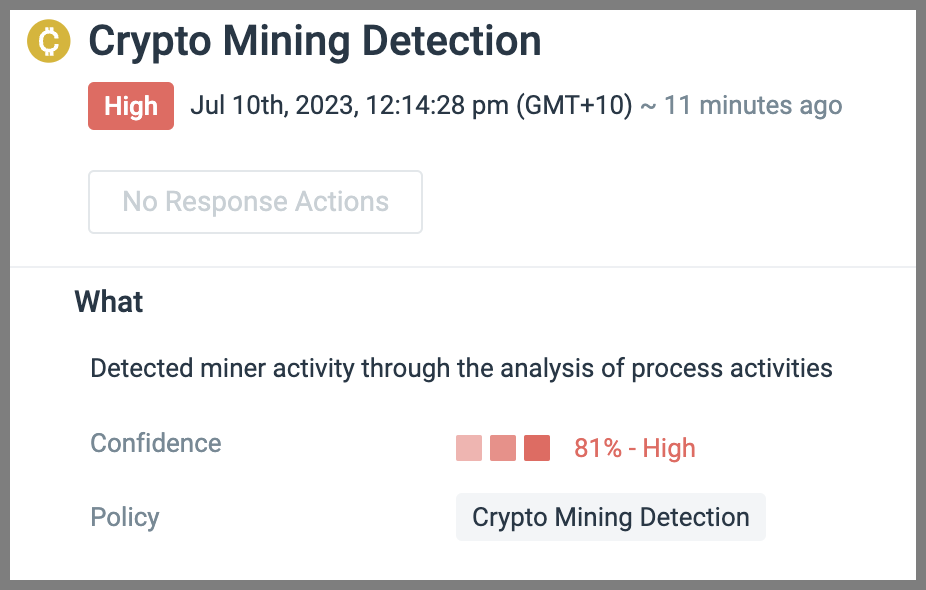 Crypto Mining Detection
High Jul 10th, 2023, 12:14:28 pm (GMT+10) ~ 11 minutes ago
No Response Actions
What
Detected miner activity through the analysis of process activities
Confidence 81% - High
Policy Crypto Mining Detection